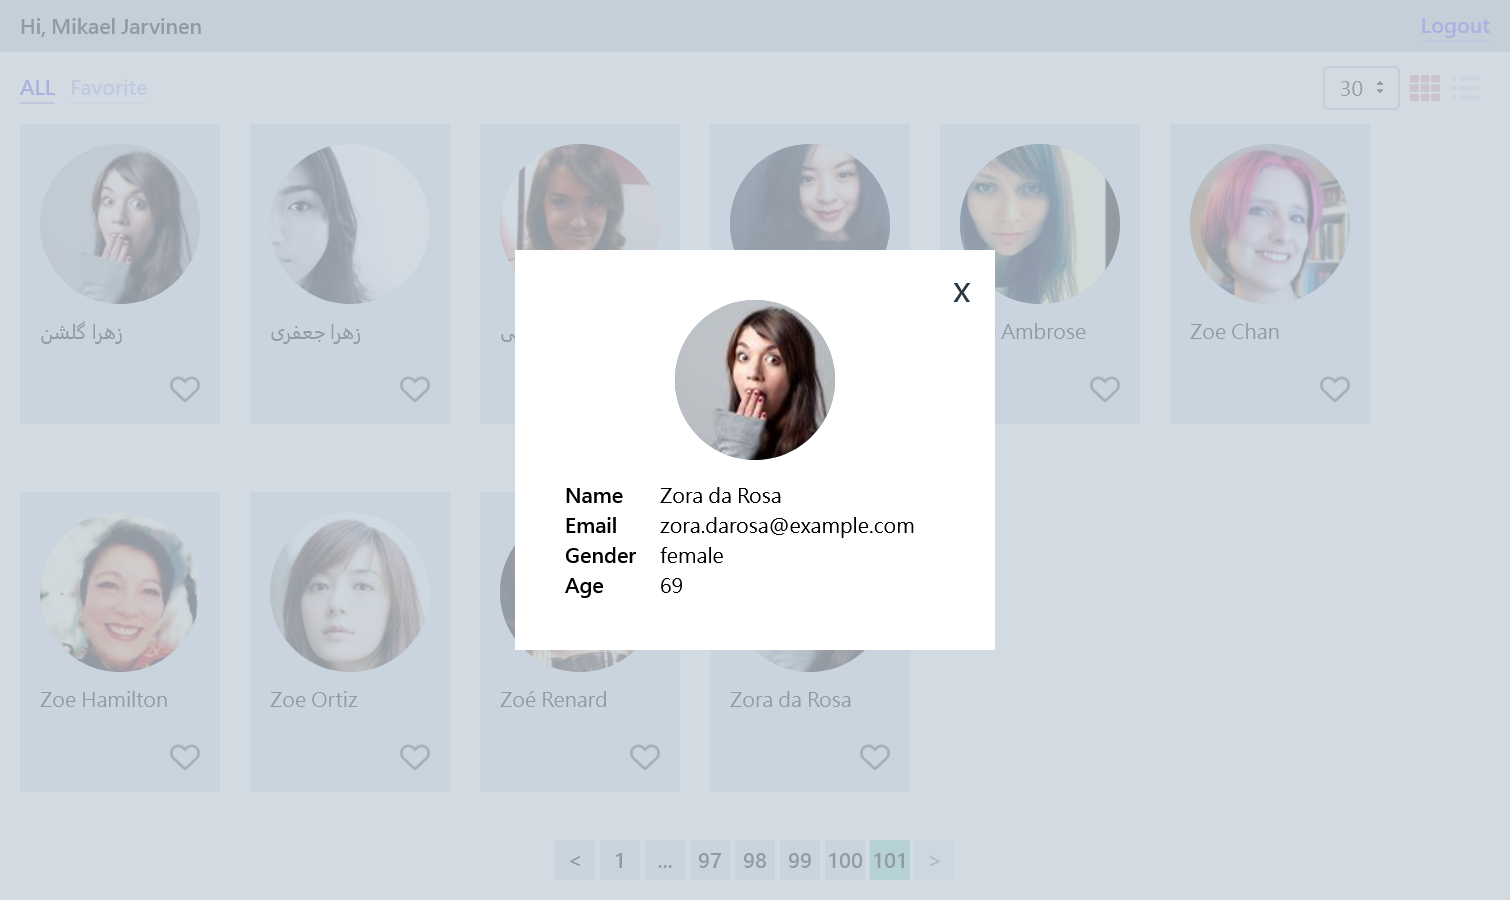 Hi, Mikael Jarvinen
Logout
ALL
Favorite
30
زهرا گلشن
زهرا جعفری
Ambrose
Zoe Chan
X
Name Zora da Rosa
Email zora.darosa@example.com
Gender female
Age 69
Zoe Hamilton
Zoe Ortiz
Zoé Renard
Zora da Rosa
< 1 ... 97 98 99 100 101 >